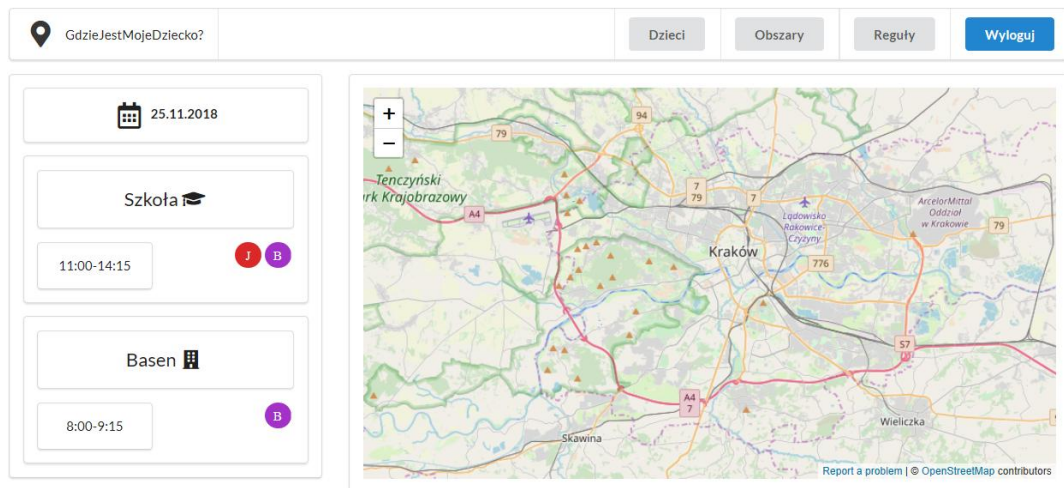 GdzieJestMojeDziecko?
Dzieci
Obszary
Reguły
Wyloguj
25.11.2018
Szkoła
11:00-14:15
J
B
Basen
8:00-9:15
B
+
−
94
79
Tenczyński
rk Krajobrazowy
A4
7
79
7
Lądowisko
Rakowice-
Czyżyny
ArcelorMittal
Oddział
w Krakowie
79
Kraków
776
S7
A4
7
Wieliczka
Skawina
Report a problem | © OpenStreetMap contributors